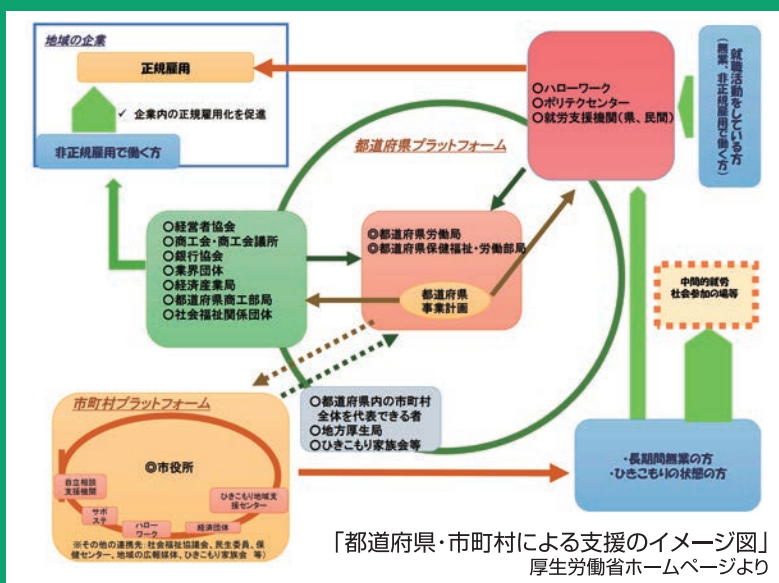 地域の企業
正規雇用
✓ 企業内の正規雇用化を促進
非正規雇用で働く方
都道府県プラットフォーム
○ハローワーク
○ポリテクセンター
○就労支援機関(県、民間)
就職活動をしている方
(無業、非正規雇用で働く方)
○経営者協会
○商工会・商工会議所
○銀行協会
○業界団体
○経済産業局
○都道府県商工部局
○社会福祉関係団体
◎都道府県労働局
◎都道府県保健福祉・労働部局
都道府県
事業計画
中間的就労
社会参加の場等
市町村プラットフォーム
◎市役所
自立相談
支援機関
サポ
ステ
ハロー
ワーク
経済団体
ひきこもり地域支
援センター
※その他の連携先:社会福祉協議会、民生委員、保
健センター、地域の広報媒体、ひきこもり家族会 等)
○都道府県内の市町村
全体を代表できる者
○地方厚生局
○ひきこもり家族会等
・長期間無業の方
・ひきこもりの状態の方
「都道府県・市町村による支援のイメージ図」
厚生労働省ホームページより